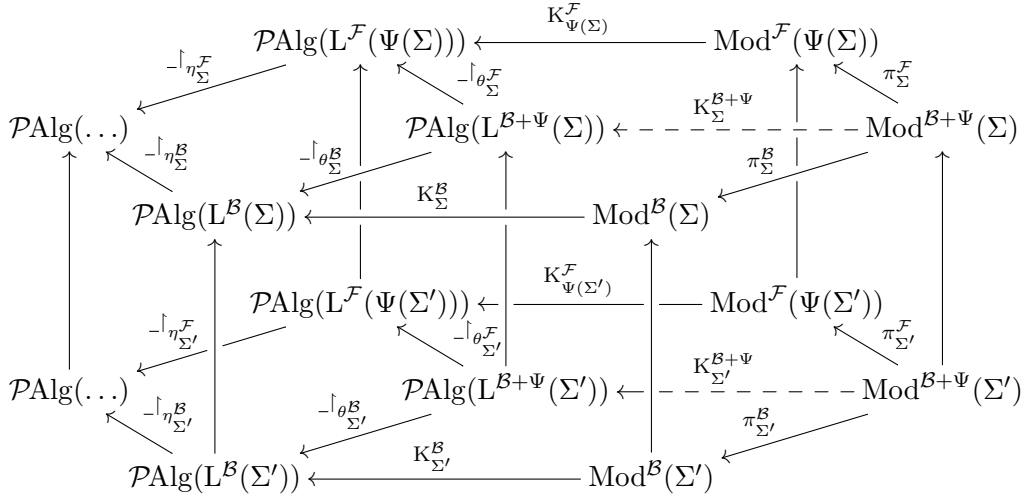 K^ℱ_{Ψ(Σ)}
𝒫Alg(L^ℱ(Ψ(Σ))) Mod^ℱ(Ψ(Σ))
_↾_{η^ℱ_Σ} _↾_{θ^ℱ_Σ} π^ℱ_Σ
K^{ℬ+Ψ}_Σ
𝒫Alg(…) 𝒫Alg(L^{ℬ+Ψ}(Σ)) Mod^{ℬ+Ψ}(Σ)
_↾_{η^ℬ_Σ} _↾_{θ^ℬ_Σ} π^ℬ_Σ
K^ℬ_Σ
𝒫Alg(L^ℬ(Σ)) Mod^ℬ(Σ)
K^ℱ_{Ψ(Σ′)}
𝒫Alg(L^ℱ(Ψ(Σ′))) Mod^ℱ(Ψ(Σ′))
_↾_{η^ℱ_{Σ′}} _↾_{θ^ℱ_{Σ′}} π^ℱ_{Σ′}
K^{ℬ+Ψ}_{Σ′}
𝒫Alg(…) 𝒫Alg(L^{ℬ+Ψ}(Σ′)) Mod^{ℬ+Ψ}(Σ′)
_↾_{η^ℬ_{Σ′}} _↾_{θ^ℬ_{Σ′}} π^ℬ_{Σ′}
K^ℬ_{Σ′}
𝒫Alg(L^ℬ(Σ′)) Mod^ℬ(Σ′)